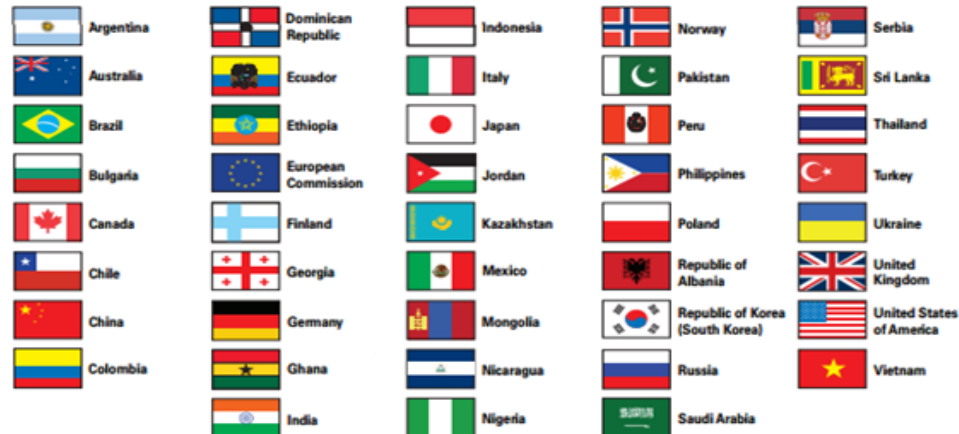 Argentina
Australia
Brazil
Bulgaria
Canada
Chile
China
Colombia
Dominican
Republic
Ecuador
Ethiopia
European
Commission
Finland
Georgia
Germany
Ghana
India
Indonesia
Italy
Japan
Jordan
Kazakhstan
Mexico
Mongolia
Nicaragua
Nigeria
Norway
Pakistan
Peru
Philippines
Poland
Republic of
Albania
Republic of Korea
(South Korea)
Russia
Saudi Arabia
Serbia
Sri Lanka
Thailand
Turkey
Ukraine
United
Kingdom
United States
of America
Vietnam